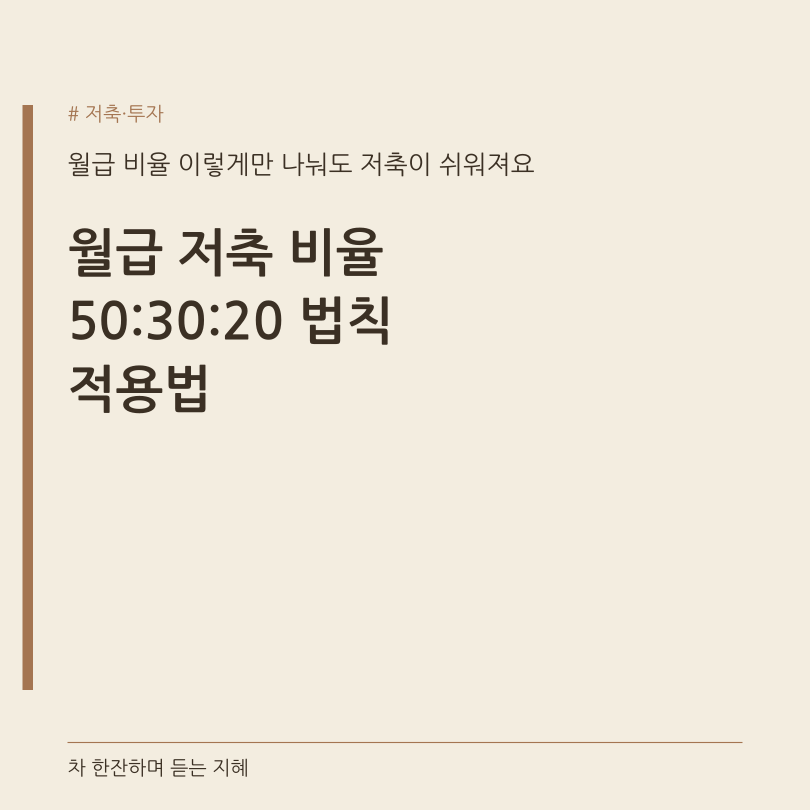 # 저축·투자
월급 비율 이렇게만 나눠도 저축이 쉬워져요
월급 저축 비율
50:30:20 법칙
적용법
차 한잔하며 듣는 지혜